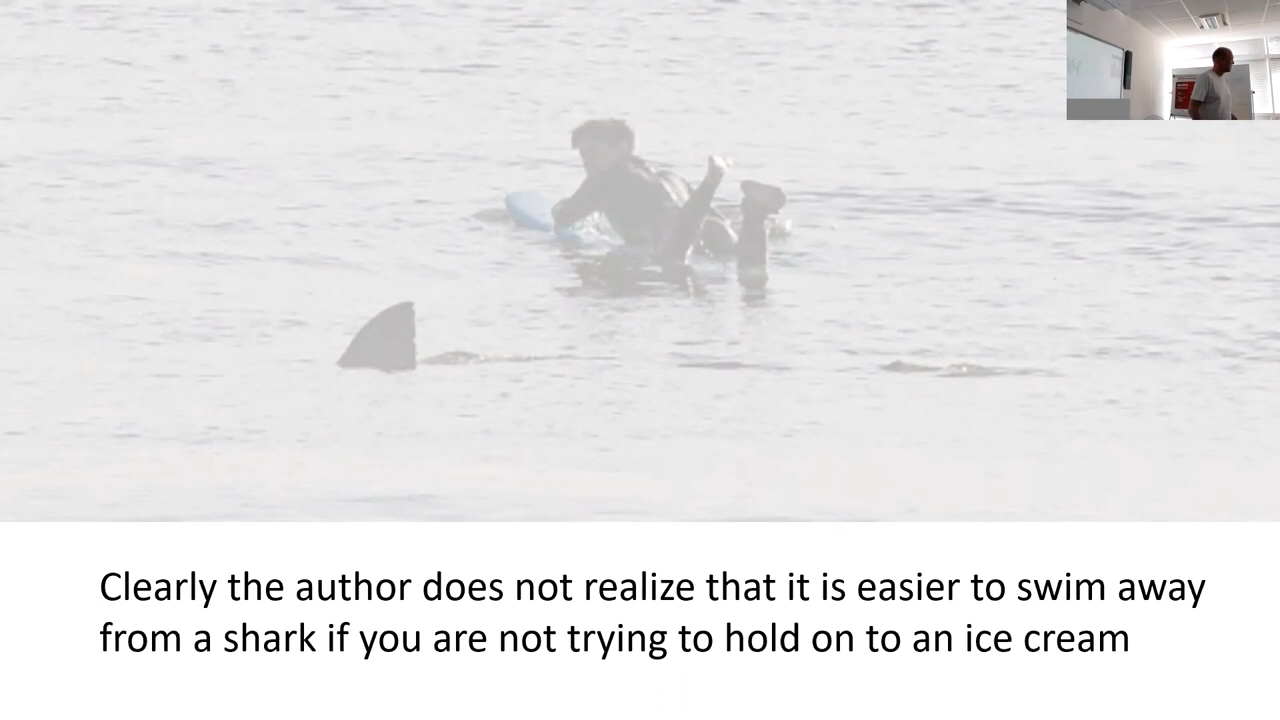 Clearly the author does not realize that it is easier to swim away
from a shark if you are not trying to hold on to an ice cream